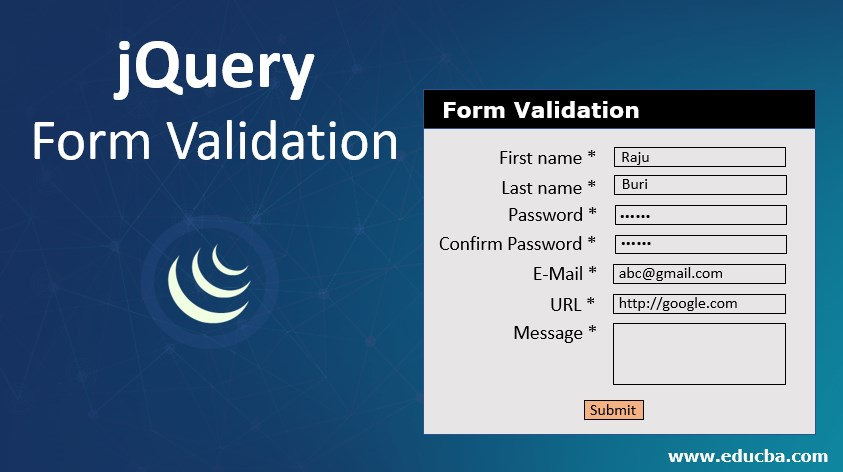 jQuery
Form Validation
Form Validation
First name * Raju
Last name * Buri
Password * ••••••
Confirm Password * ••••••
E-Mail * abc@gmail.com
URL * http://google.com
Message *
Submit
www.educba.com